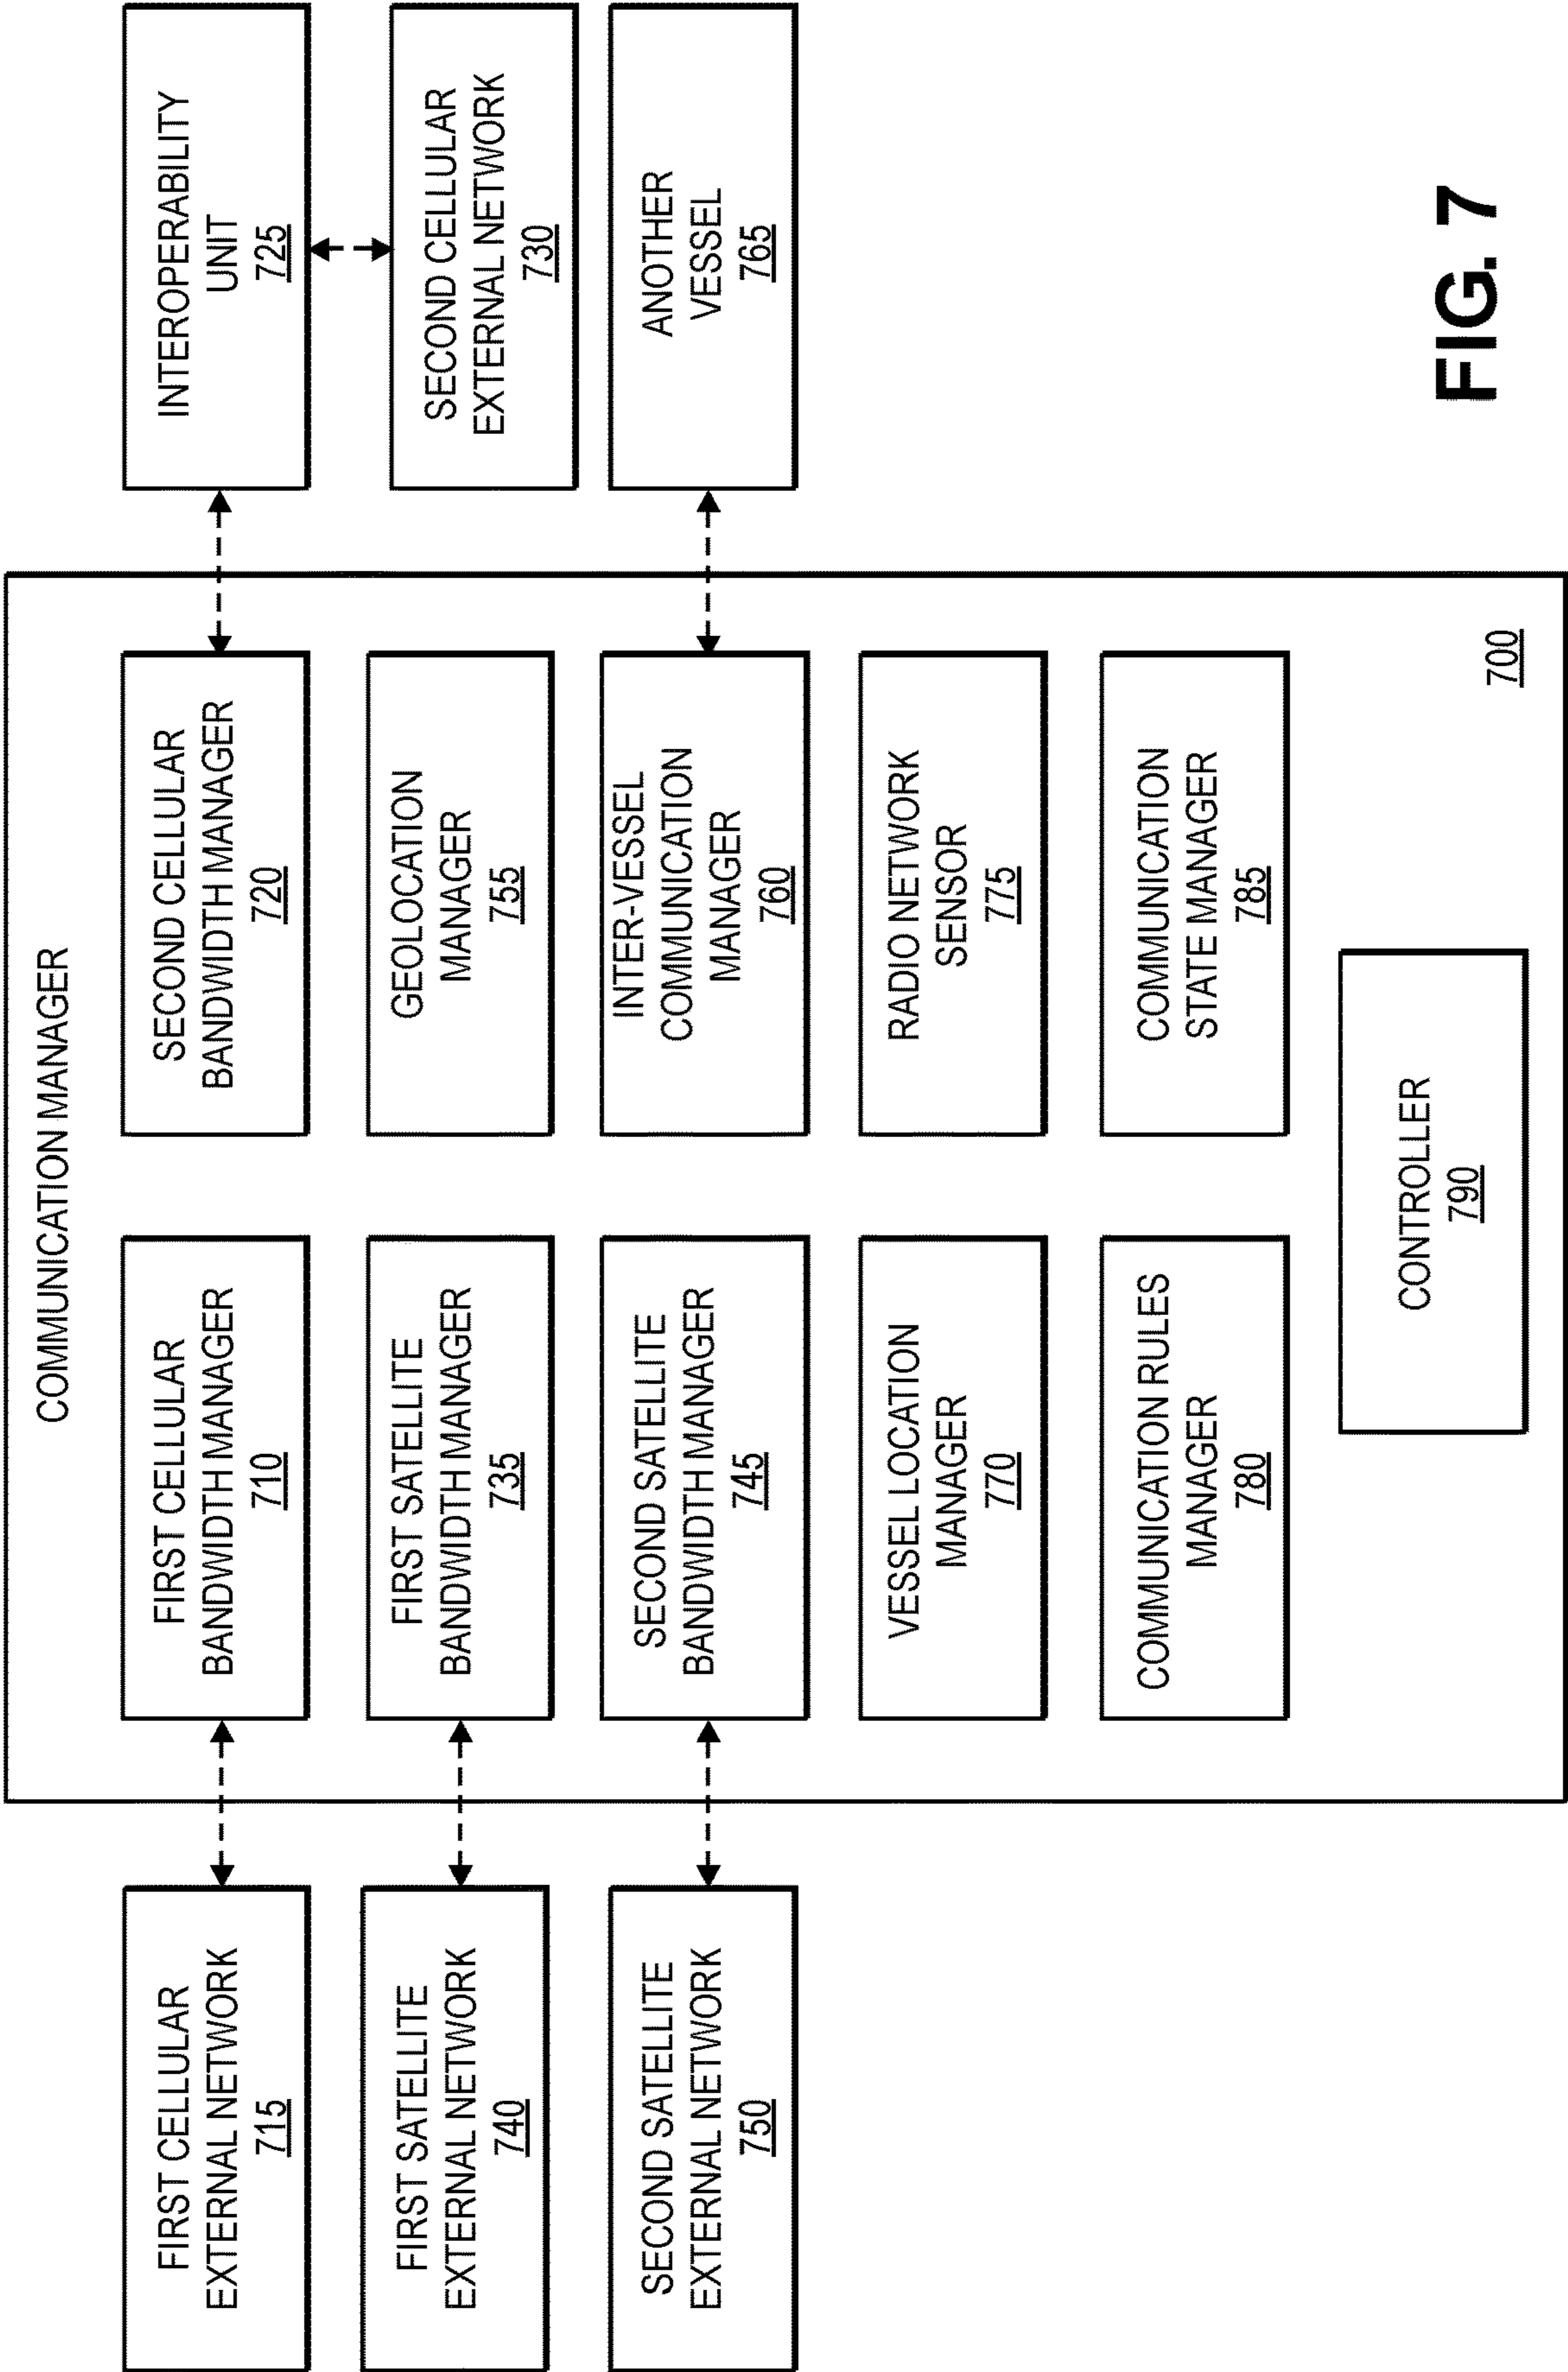 COMMUNICATION MANAGER
FIRST CELLULAR
EXTERNAL NETWORK
715
FIRST CELLULAR
BANDWIDTH MANAGER
710
SECOND CELLULAR
BANDWIDTH MANAGER
720
INTEROPERABILITY
UNIT
725
FIRST SATELLITE
EXTERNAL NETWORK
740
FIRST SATELLITE
BANDWIDTH MANAGER
735
GEOLOCATION
MANAGER
755
SECOND CELLULAR
EXTERNAL NETWORK
730
SECOND SATELLITE
EXTERNAL NETWORK
750
SECOND SATELLITE
BANDWIDTH MANAGER
745
INTER-VESSEL
COMMUNICATION
MANAGER
760
ANOTHER
VESSEL
765
VESSEL LOCATION
MANAGER
770
RADIO NETWORK
SENSOR
775
COMMUNICATION RULES
MANAGER
780
COMMUNICATION
STATE MANAGER
785
CONTROLLER
790
700
FIG. 7